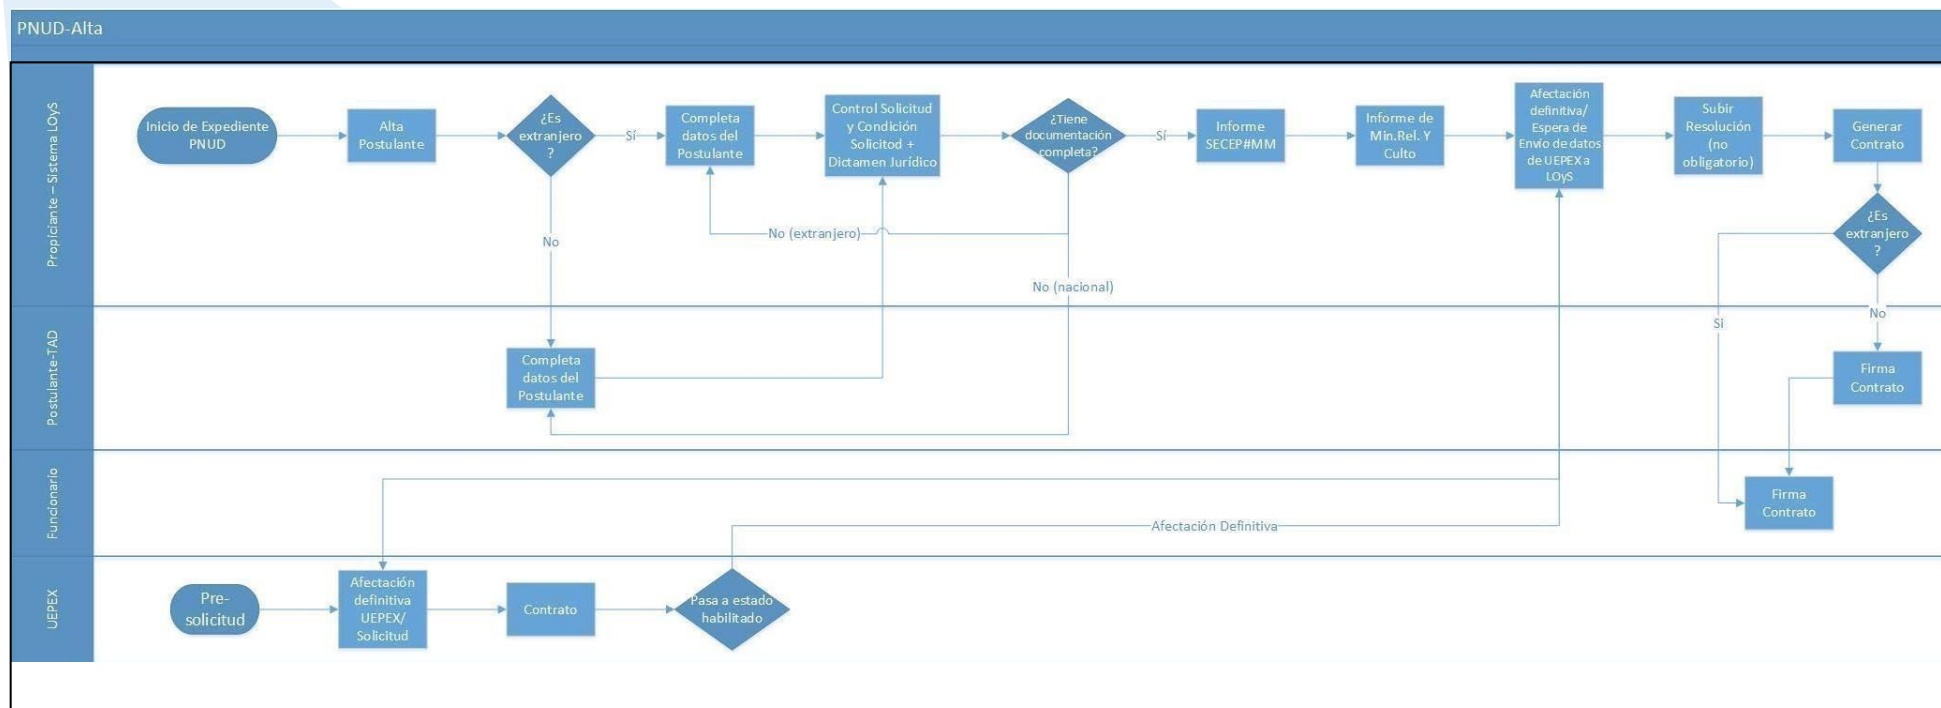 PNUD-Alta
Propiciante – Sistema LOyS
Inicio de Expediente
PNUD
Alta
Postulante
¿Es
extranjero
?
Sí
Completa
datos del
Postulante
Control Solicitud
y Condición
Solicitod +
Dictamen Jurídico
¿Tiene
documentación
completa?
Sí
Informe
SECEP#MM
Informe de
Min.Rel. Y
Culto
Afectación
definitiva/
Espera de
Envío de datos
de UEPEX a
LOyS
Subir
Resolución
(no
obligatorio)
Generar
Contrato
¿Es
extranjero
?
No
No (extranjero)
No (nacional)
Si
No
Postulante-TAD
Completa
datos del
Postulante
Firma
Contrato
Funcionario
Firma
Contrato
Afectación Definitiva
UEPEX
Pre-
solicitud
Afectación
definitiva
UEPEX/
Solicitud
Contrato
Pasa a estado
habilitado